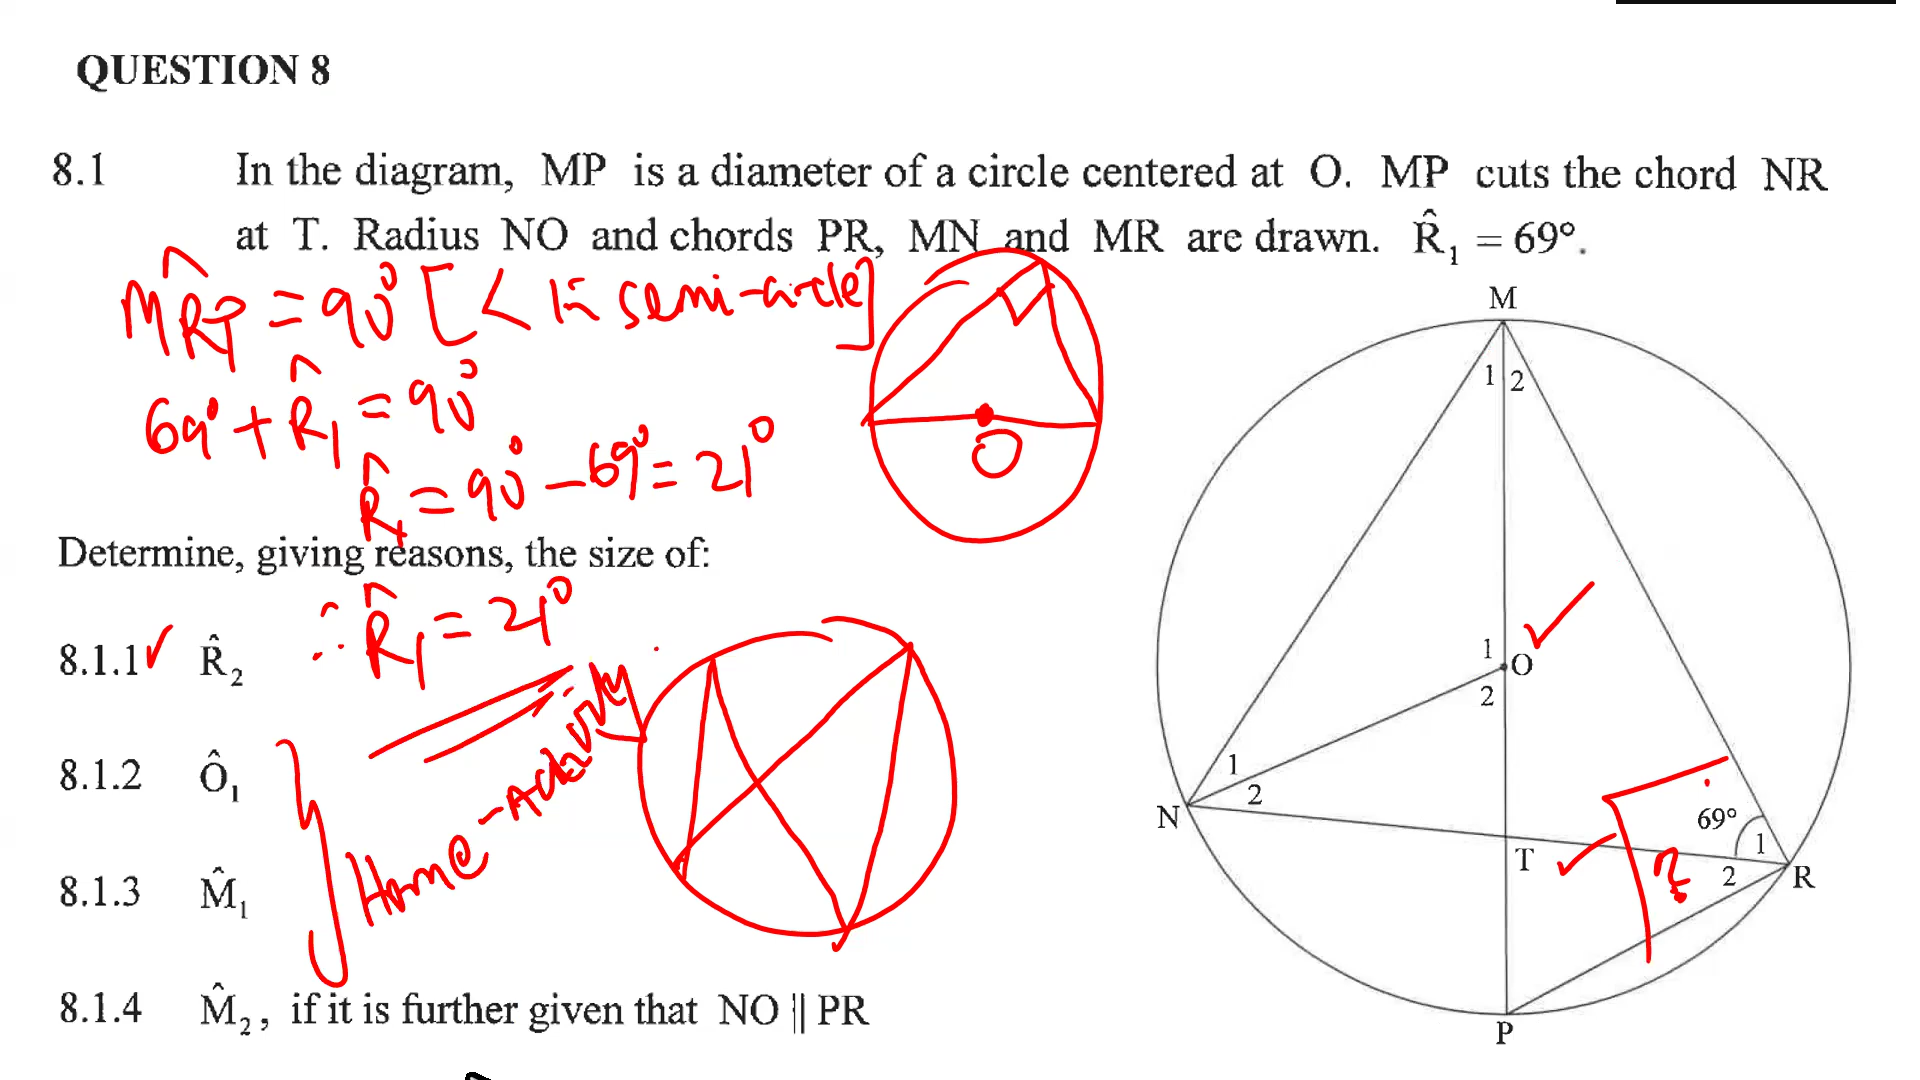 QUESTION 8
8.1 In the diagram, MP is a diameter of a circle centered at O. MP cuts the chord NR
at T. Radius NO and chords PR, MN and MR are drawn. R̂₁ = 69°.
MR̂P = 90° [< in semi-circle]
69° + R̂₁ = 90°
R̂₁ = 90° – 69° = 21°
O
Determine, giving reasons, the size of:
∴ R̂₁ = 21°
8.1.1 ✓ R̂₂
8.1.2 Ô₁
8.1.3 M̂₁
Home-Activity
8.1.4 M̂₂, if it is further given that NO || PR
M
1 2
1 O ✓
2
1
2
N
69°
1
T ✓ ?
2 R
P